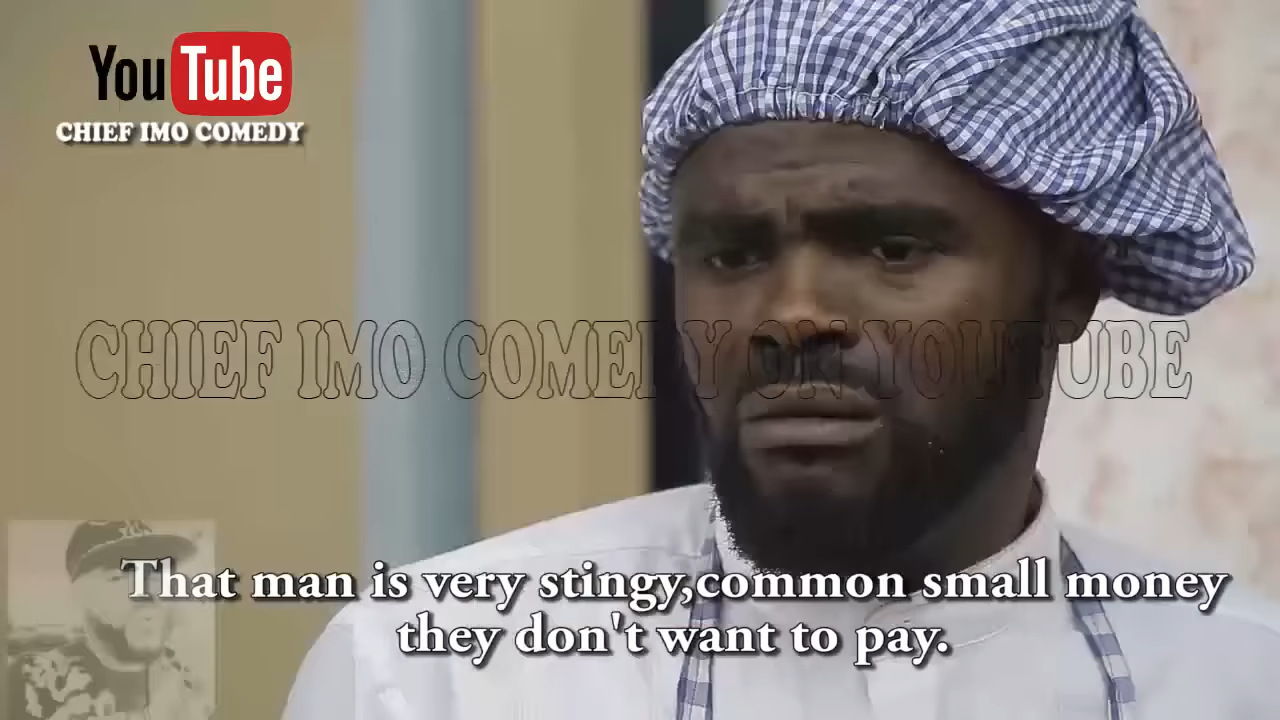 YouTube
CHIEF IMO COMEDY
CHIEF IMO COMEDY ON YOUTUBE
That man is very stingy,common small money
they don't want to pay.